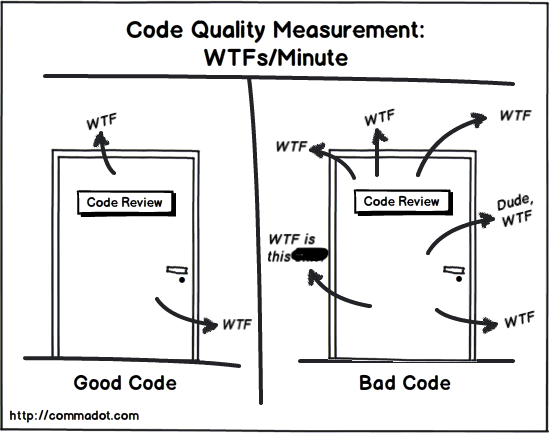 Code Quality Measurement:
WTFs/Minute
WTF
Code Review
WTF
Good Code
WTF
WTF
WTF
Code Review
Dude,
WTF
WTF is
this
WTF
Bad Code
http://commadot.com